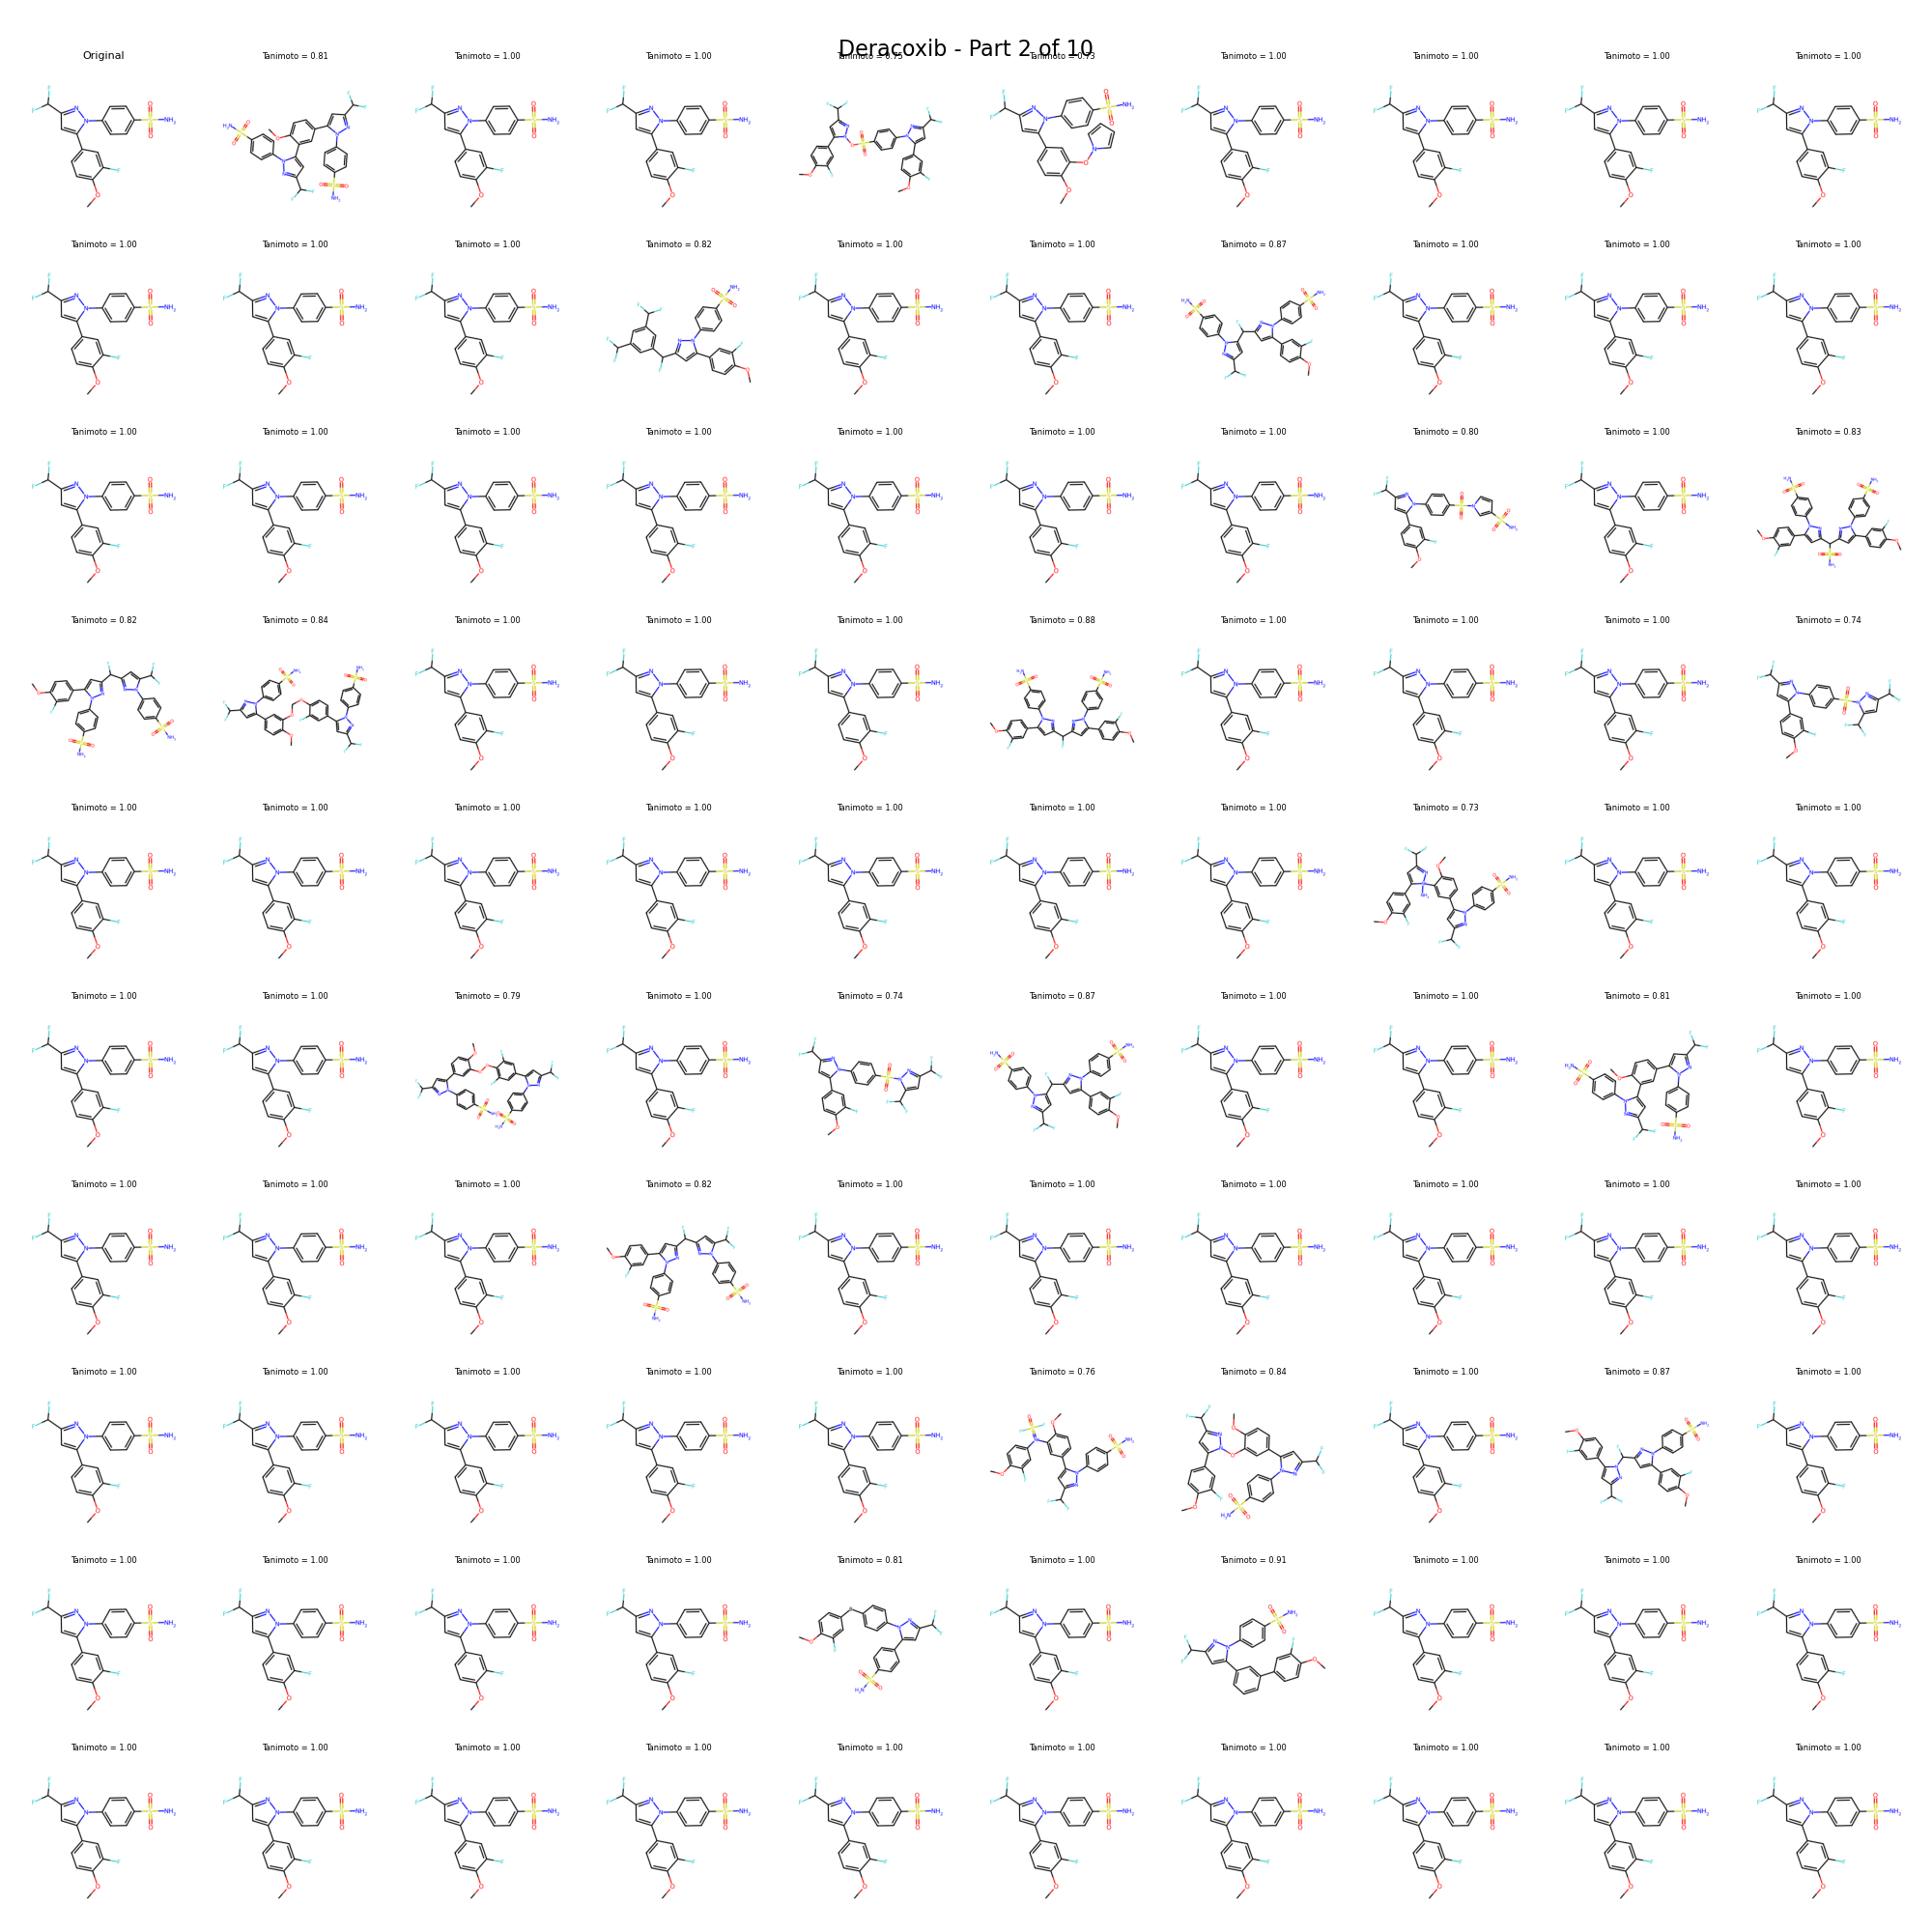 Deracoxib - Part 2 of 10
Original Tanimoto = 0.81 Tanimoto = 1.00 Tanimoto = 1.00 Tanimoto = 0.75 Tanimoto = 0.73 Tanimoto = 1.00 Tanimoto = 1.00 Tanimoto = 1.00 Tanimoto = 1.00
Tanimoto = 1.00 Tanimoto = 1.00 Tanimoto = 1.00 Tanimoto = 0.82 Tanimoto = 1.00 Tanimoto = 1.00 Tanimoto = 0.87 Tanimoto = 1.00 Tanimoto = 1.00 Tanimoto = 1.00
Tanimoto = 1.00 Tanimoto = 1.00 Tanimoto = 1.00 Tanimoto = 1.00 Tanimoto = 1.00 Tanimoto = 1.00 Tanimoto = 1.00 Tanimoto = 0.80 Tanimoto = 1.00 Tanimoto = 0.83
Tanimoto = 0.82 Tanimoto = 0.84 Tanimoto = 1.00 Tanimoto = 1.00 Tanimoto = 1.00 Tanimoto = 0.88 Tanimoto = 1.00 Tanimoto = 1.00 Tanimoto = 1.00 Tanimoto = 0.74
Tanimoto = 1.00 Tanimoto = 1.00 Tanimoto = 1.00 Tanimoto = 1.00 Tanimoto = 1.00 Tanimoto = 1.00 Tanimoto = 1.00 Tanimoto = 0.73 Tanimoto = 1.00 Tanimoto = 1.00
Tanimoto = 1.00 Tanimoto = 1.00 Tanimoto = 0.79 Tanimoto = 1.00 Tanimoto = 0.74 Tanimoto = 0.87 Tanimoto = 1.00 Tanimoto = 1.00 Tanimoto = 0.81 Tanimoto = 1.00
Tanimoto = 1.00 Tanimoto = 1.00 Tanimoto = 1.00 Tanimoto = 0.82 Tanimoto = 1.00 Tanimoto = 1.00 Tanimoto = 1.00 Tanimoto = 1.00 Tanimoto = 1.00 Tanimoto = 1.00
Tanimoto = 1.00 Tanimoto = 1.00 Tanimoto = 1.00 Tanimoto = 1.00 Tanimoto = 1.00 Tanimoto = 0.76 Tanimoto = 0.84 Tanimoto = 1.00 Tanimoto = 0.87 Tanimoto = 1.00
Tanimoto = 1.00 Tanimoto = 1.00 Tanimoto = 1.00 Tanimoto = 1.00 Tanimoto = 0.81 Tanimoto = 1.00 Tanimoto = 0.91 Tanimoto = 1.00 Tanimoto = 1.00 Tanimoto = 1.00
Tanimoto = 1.00 Tanimoto = 1.00 Tanimoto = 1.00 Tanimoto = 1.00 Tanimoto = 1.00 Tanimoto = 1.00 Tanimoto = 1.00 Tanimoto = 1.00 Tanimoto = 1.00 Tanimoto = 1.00